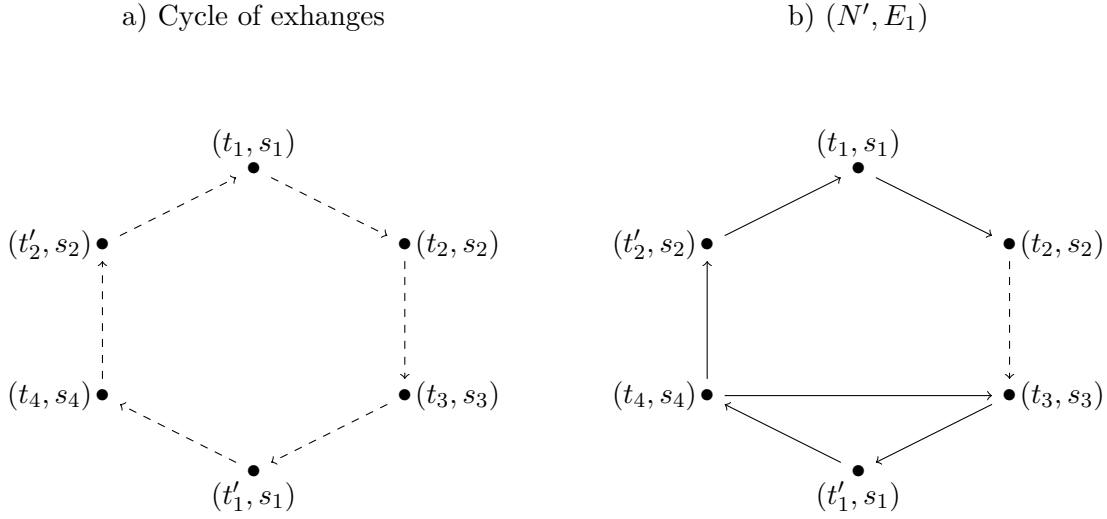 a) Cycle of exhanges
b) (N′, E₁)
(t₁, s₁)
(t₁, s₁)
(t′₂, s₂)
(t₂, s₂)
(t′₂, s₂)
(t₂, s₂)
(t₄, s₄)
(t₃, s₃)
(t₄, s₄)
(t₃, s₃)
(t′₁, s₁)
(t′₁, s₁)